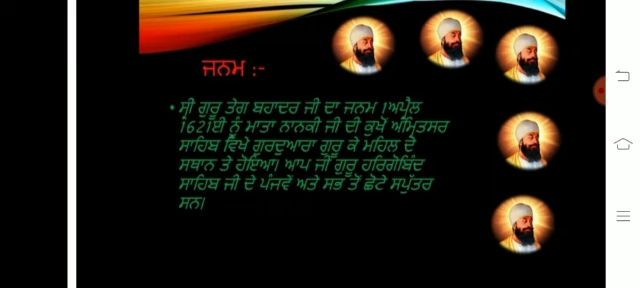 ਜਨਮ :-
• ਸ੍ਰੀ ਗੁਰੂ ਤੇਗ ਬਹਾਦਰ ਜੀ ਦਾ ਜਨਮ 1ਅਪ੍ਰੈਲ
1621ਈ ਨੂੰ ਮਾਤਾ ਨਾਨਕੀ ਜੀ ਦੀ ਕੁਖੋਂ ਅੰਮ੍ਰਿਤਸਰ
ਸਾਹਿਬ ਵਿਖੇ ਗੁਰਦੁਆਰਾ ਗੁਰੂ ਕੇ ਮਹਿਲ ਦੇ
ਸਥਾਨ ਤੇ ਹੋਇਆ। ਆਪ ਜੀ ਗੁਰੂ ਹਰਿਗੋਬਿੰਦ
ਸਾਹਿਬ ਜੀ ਦੇ ਪੰਜਵੇਂ ਅਤੇ ਸਭ ਤੋਂ ਛੋਟੇ ਸਪੁੱਤਰ
ਸਨ।